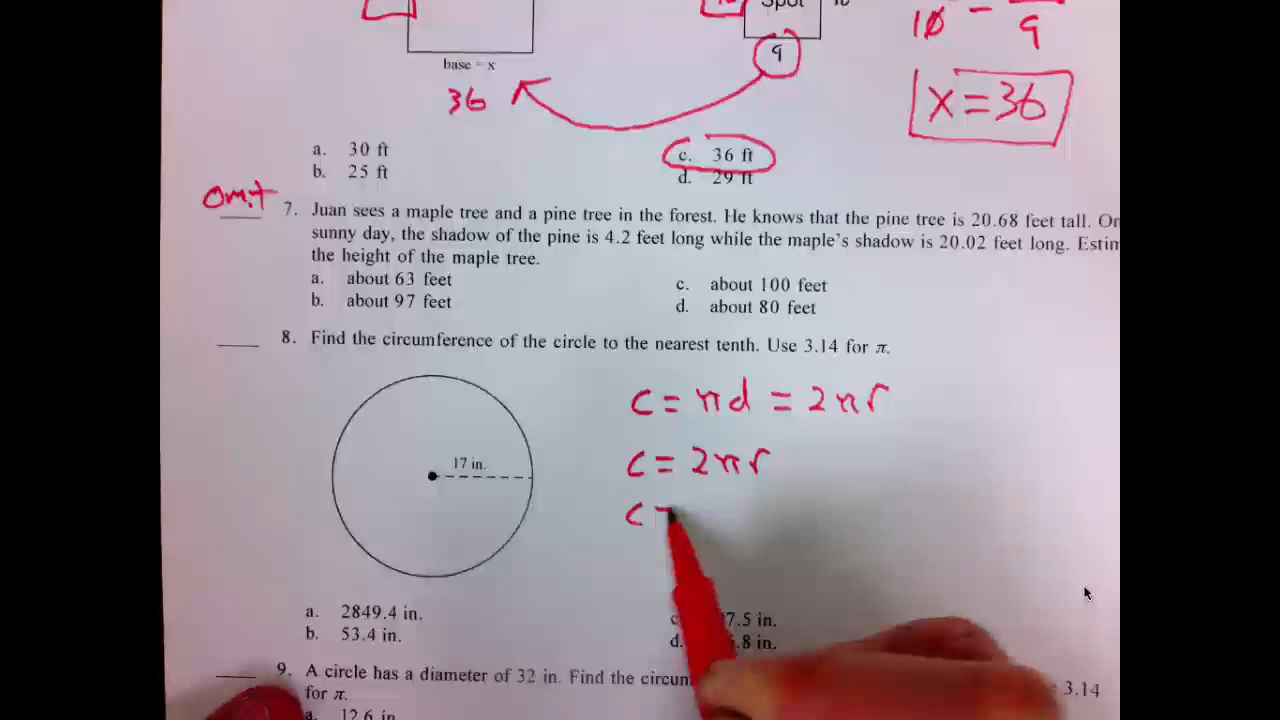 Spot
10 = 9
9
base = x
36
x = 36
a. 30 ft
c. 36 ft
b. 25 ft
d. 29 ft
Omit
7. Juan sees a maple tree and a pine tree in the forest. He knows that the pine tree is 20.68 feet tall. On
sunny day, the shadow of the pine is 4.2 feet long while the maple's shadow is 20.02 feet long. Estim
the height of the maple tree.
a. about 63 feet
c. about 100 feet
b. about 97 feet
d. about 80 feet
8. Find the circumference of the circle to the nearest tenth. Use 3.14 for π.
C = πd = 2πr
C = 2πr
17 in.
C =
a. 2849.4 in.
c. 7.5 in.
b. 53.4 in.
d. .8 in.
9. A circle has a diameter of 32 in. Find the circum 3.14
for π.
a. 12.6 in